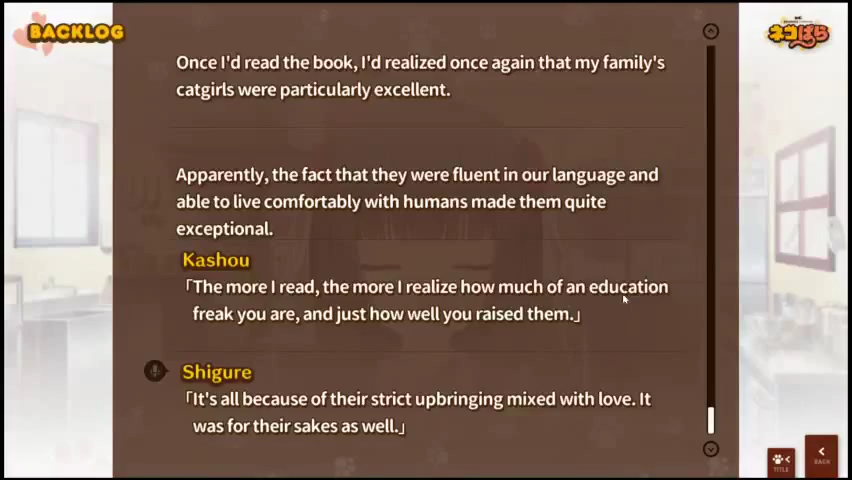 BACKLOG
ネコぱら
Once I'd read the book, I'd realized once again that my family's
catgirls were particularly excellent.
Apparently, the fact that they were fluent in our language and
able to live comfortably with humans made them quite
exceptional.
Kashou
「The more I read, the more I realize how much of an education
freak you are, and just how well you raised them.」
Shigure
「It's all because of their strict upbringing mixed with love. It
was for their sakes as well.」
TITLE
BACK